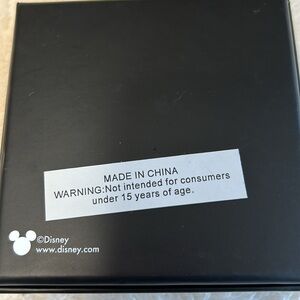 MADE IN CHINA
WARNING:Not intended for consumers
under 15 years of age.
©Disney
www.disney.com